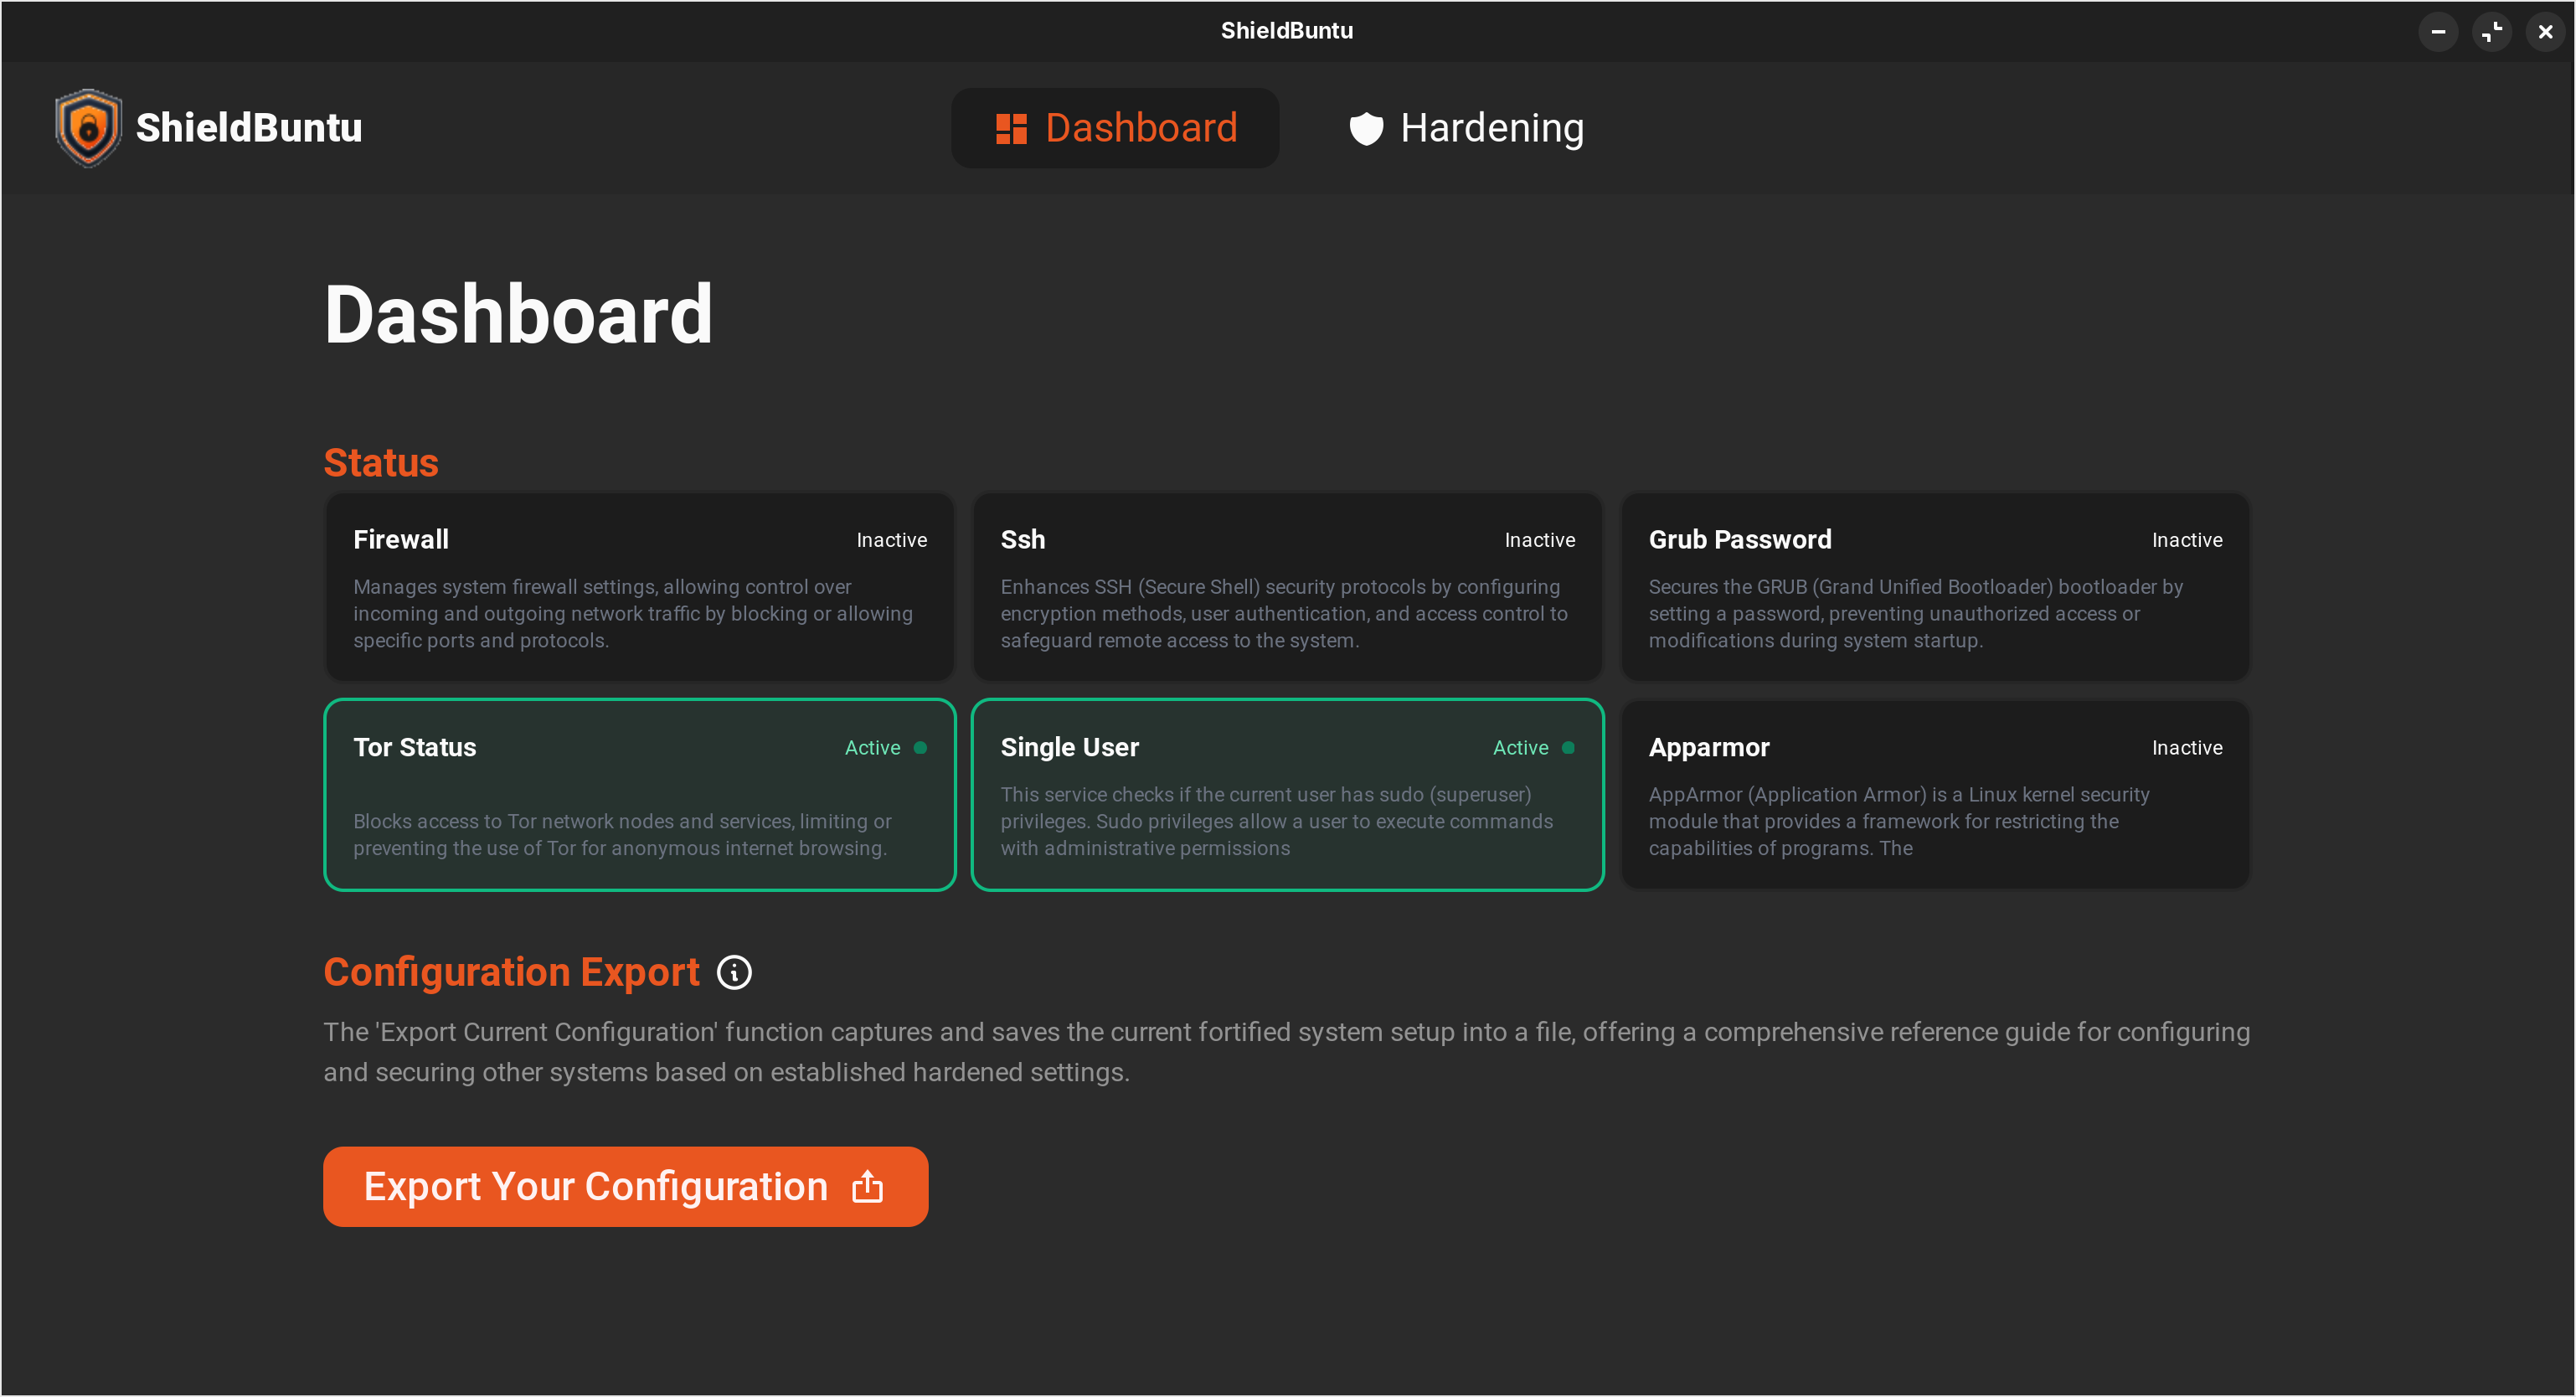 ShieldBuntu
ShieldBuntu
Dashboard
Hardening
Dashboard
Status
Firewall
Inactive
Manages system firewall settings, allowing control over
incoming and outgoing network traffic by blocking or allowing
specific ports and protocols.
Ssh
Inactive
Enhances SSH (Secure Shell) security protocols by configuring
encryption methods, user authentication, and access control to
safeguard remote access to the system.
Grub Password
Inactive
Secures the GRUB (Grand Unified Bootloader) bootloader by
setting a password, preventing unauthorized access or
modifications during system startup.
Tor Status
Active
Blocks access to Tor network nodes and services, limiting or
preventing the use of Tor for anonymous internet browsing.
Single User
Active
This service checks if the current user has sudo (superuser)
privileges. Sudo privileges allow a user to execute commands
with administrative permissions
Apparmor
Inactive
AppArmor (Application Armor) is a Linux kernel security
module that provides a framework for restricting the
capabilities of programs. The
Configuration Export
The 'Export Current Configuration' function captures and saves the current fortified system setup into a file, offering a comprehensive reference guide for configuring
and securing other systems based on established hardened settings.
Export Your Configuration